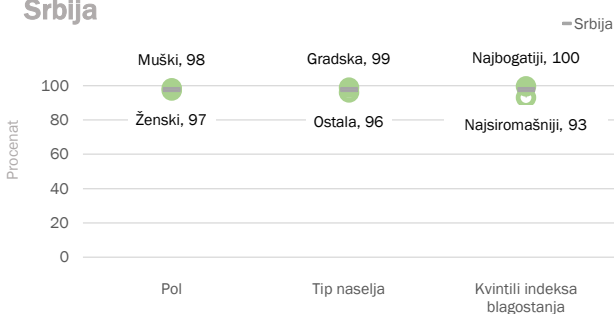 Srbija
Srbija
Muški, 98
Gradska, 99
Najbogatiji, 100
100
80
60
40
20
0
Procenat
Ženski, 97
Ostala, 96
Najsiromašniji, 93
Pol
Tip naselja
Kvintili indeksa
blagostanja